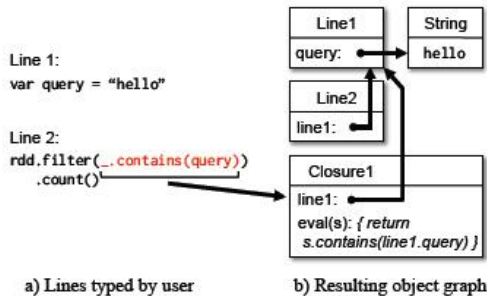 Line 1:
var query = “hello”
Line 2:
rdd.filter(_.contains(query))
.count()
a) Lines typed by user
Line1
query:
String
hello
Line2
line1:
Closure1
line1:
eval(s): { return
s.contains(line1.query) }
b) Resulting object graph